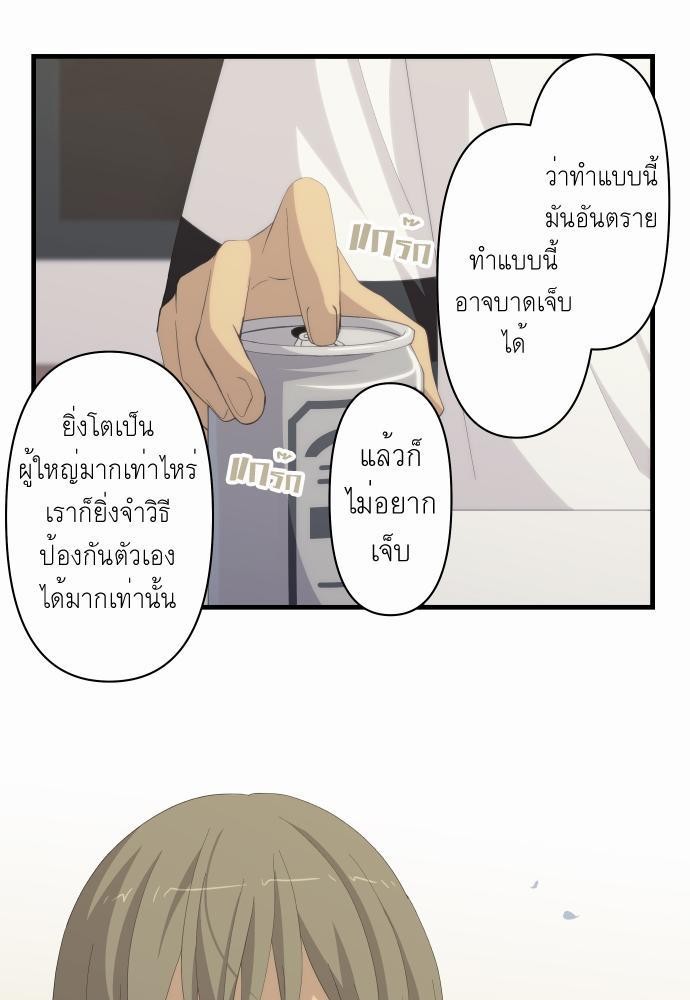 ว่าทำแบบนี้
มันอันตราย
ทำแบบนี้
อาจบาดเจ็บ
ได้
แกร๊ก
แล้วก็
ไม่อยาก
เจ็บ
แกร๊ก
ยิ่งโตเป็น
ผู้ใหญ่มากเท่าไหร่
เราก็ยิ่งจำวิธี
ป้องกันตัวเอง
ได้มากเท่านั้น